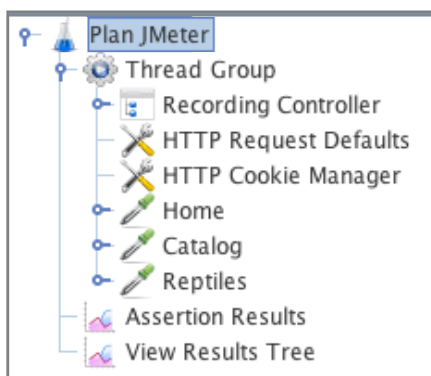 Plan JMeter
Thread Group
Recording Controller
HTTP Request Defaults
HTTP Cookie Manager
Home
Catalog
Reptiles
Assertion Results
View Results Tree